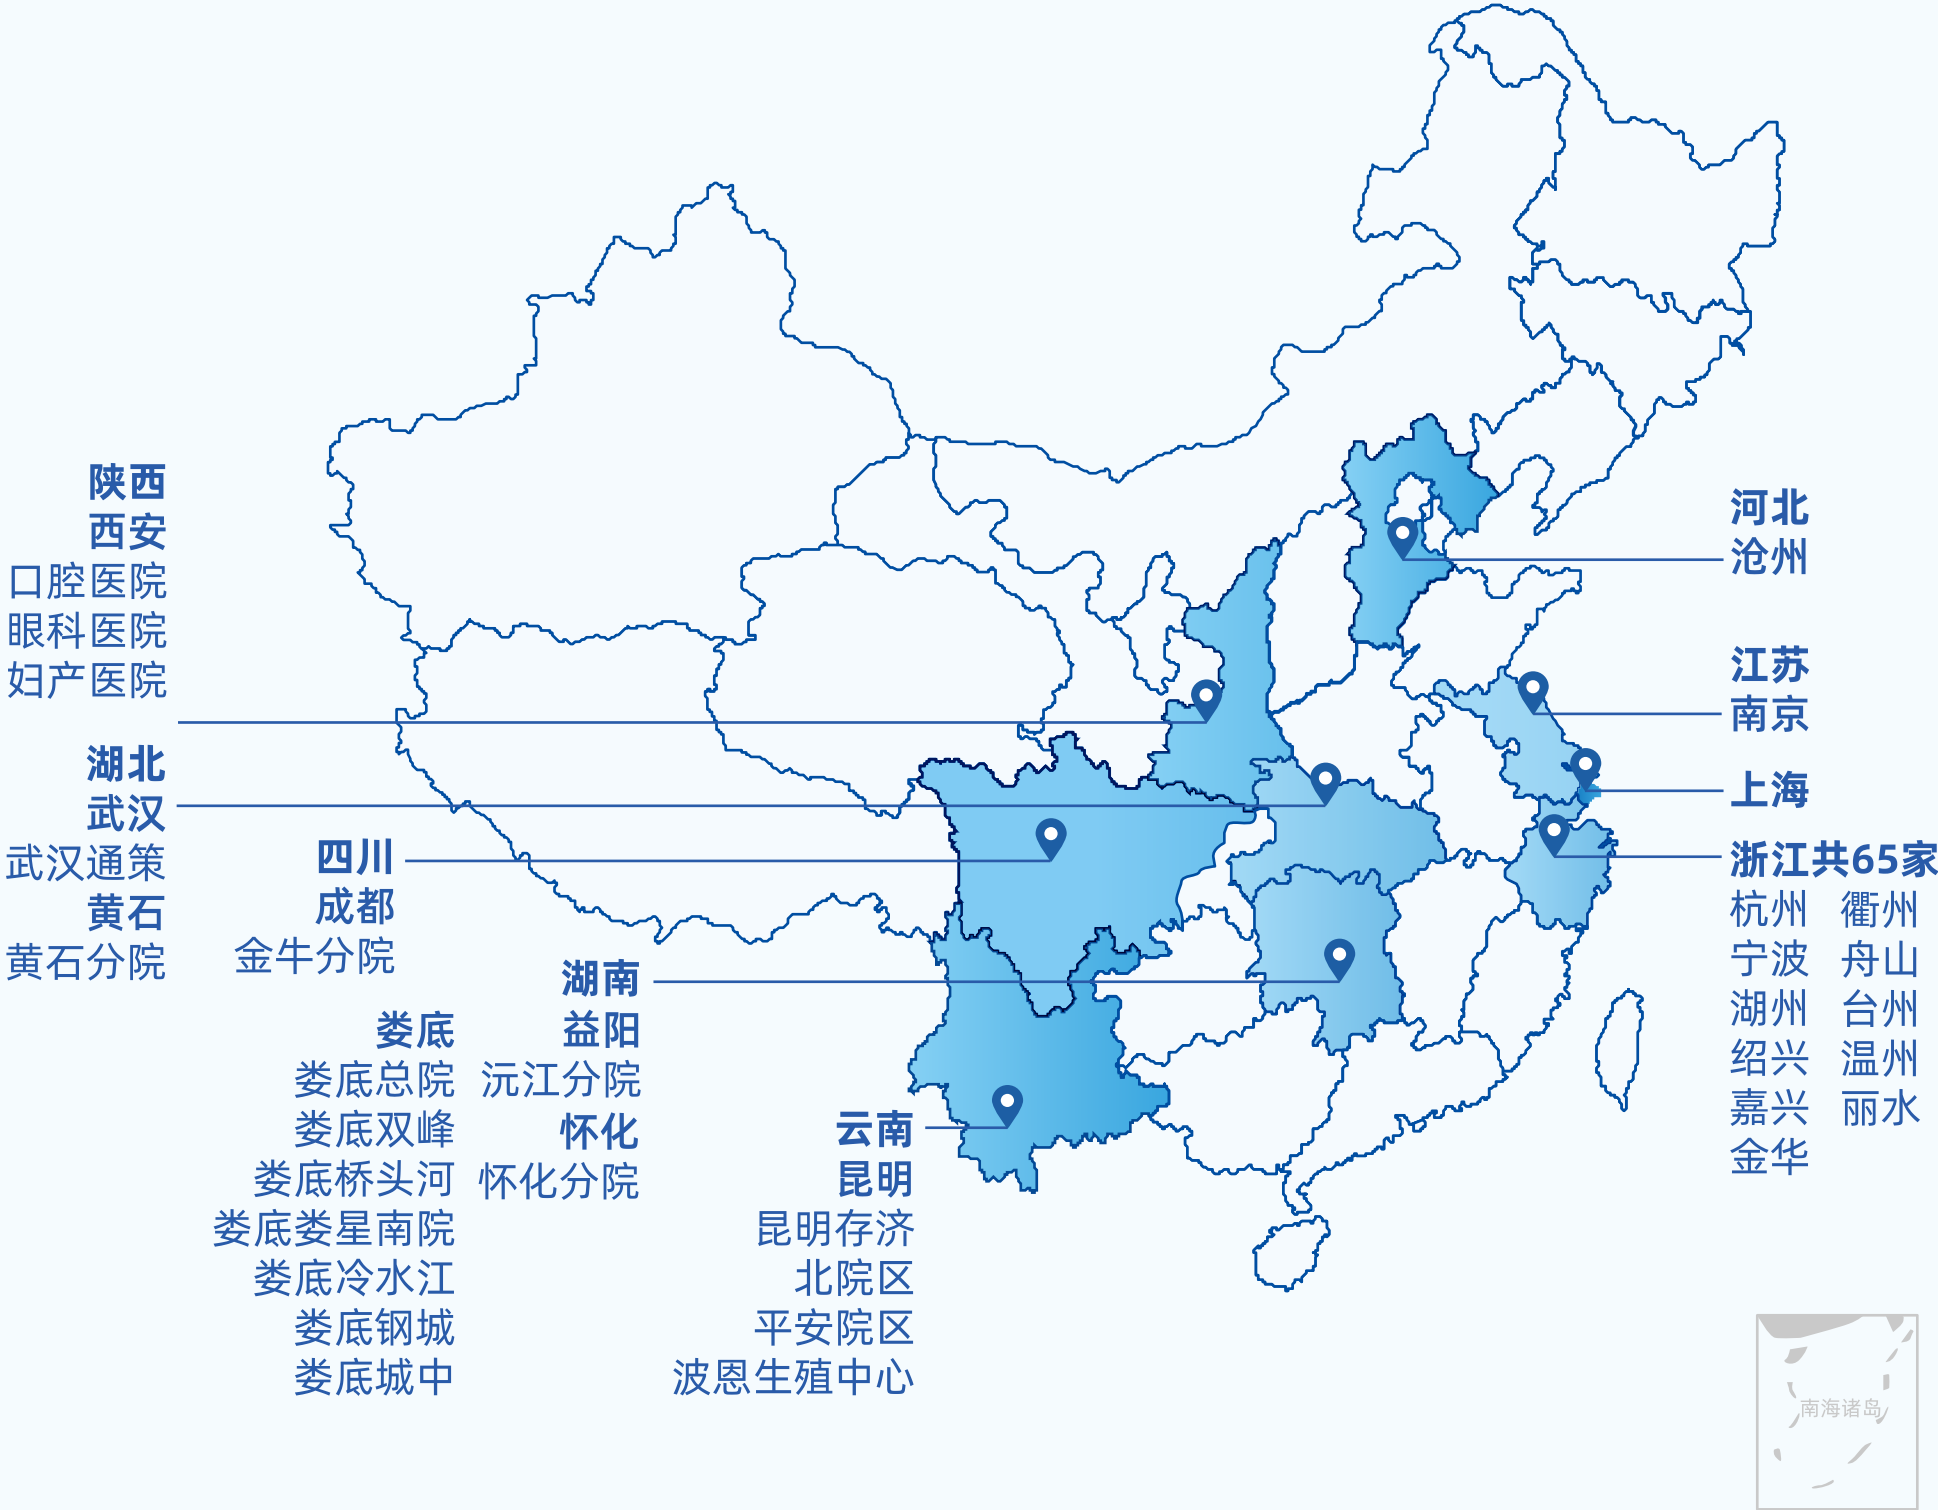 陕西
西安
口腔医院
眼科医院
妇产医院
湖北
武汉
武汉通策
黄石
黄石分院
四川
成都
金牛分院
湖南
益阳
沅江分院
怀化
怀化分院
娄底
娄底总院
娄底双峰
娄底桥头河
娄底娄星南院
娄底冷水江
娄底钢城
娄底城中
云南
昆明
昆明存济
北院区
平安院区
波恩生殖中心
河北
沧州
江苏
南京
上海
浙江共65家
杭州 衢州
宁波 舟山
湖州 台州
绍兴 温州
嘉兴 丽水
金华
南海诸岛